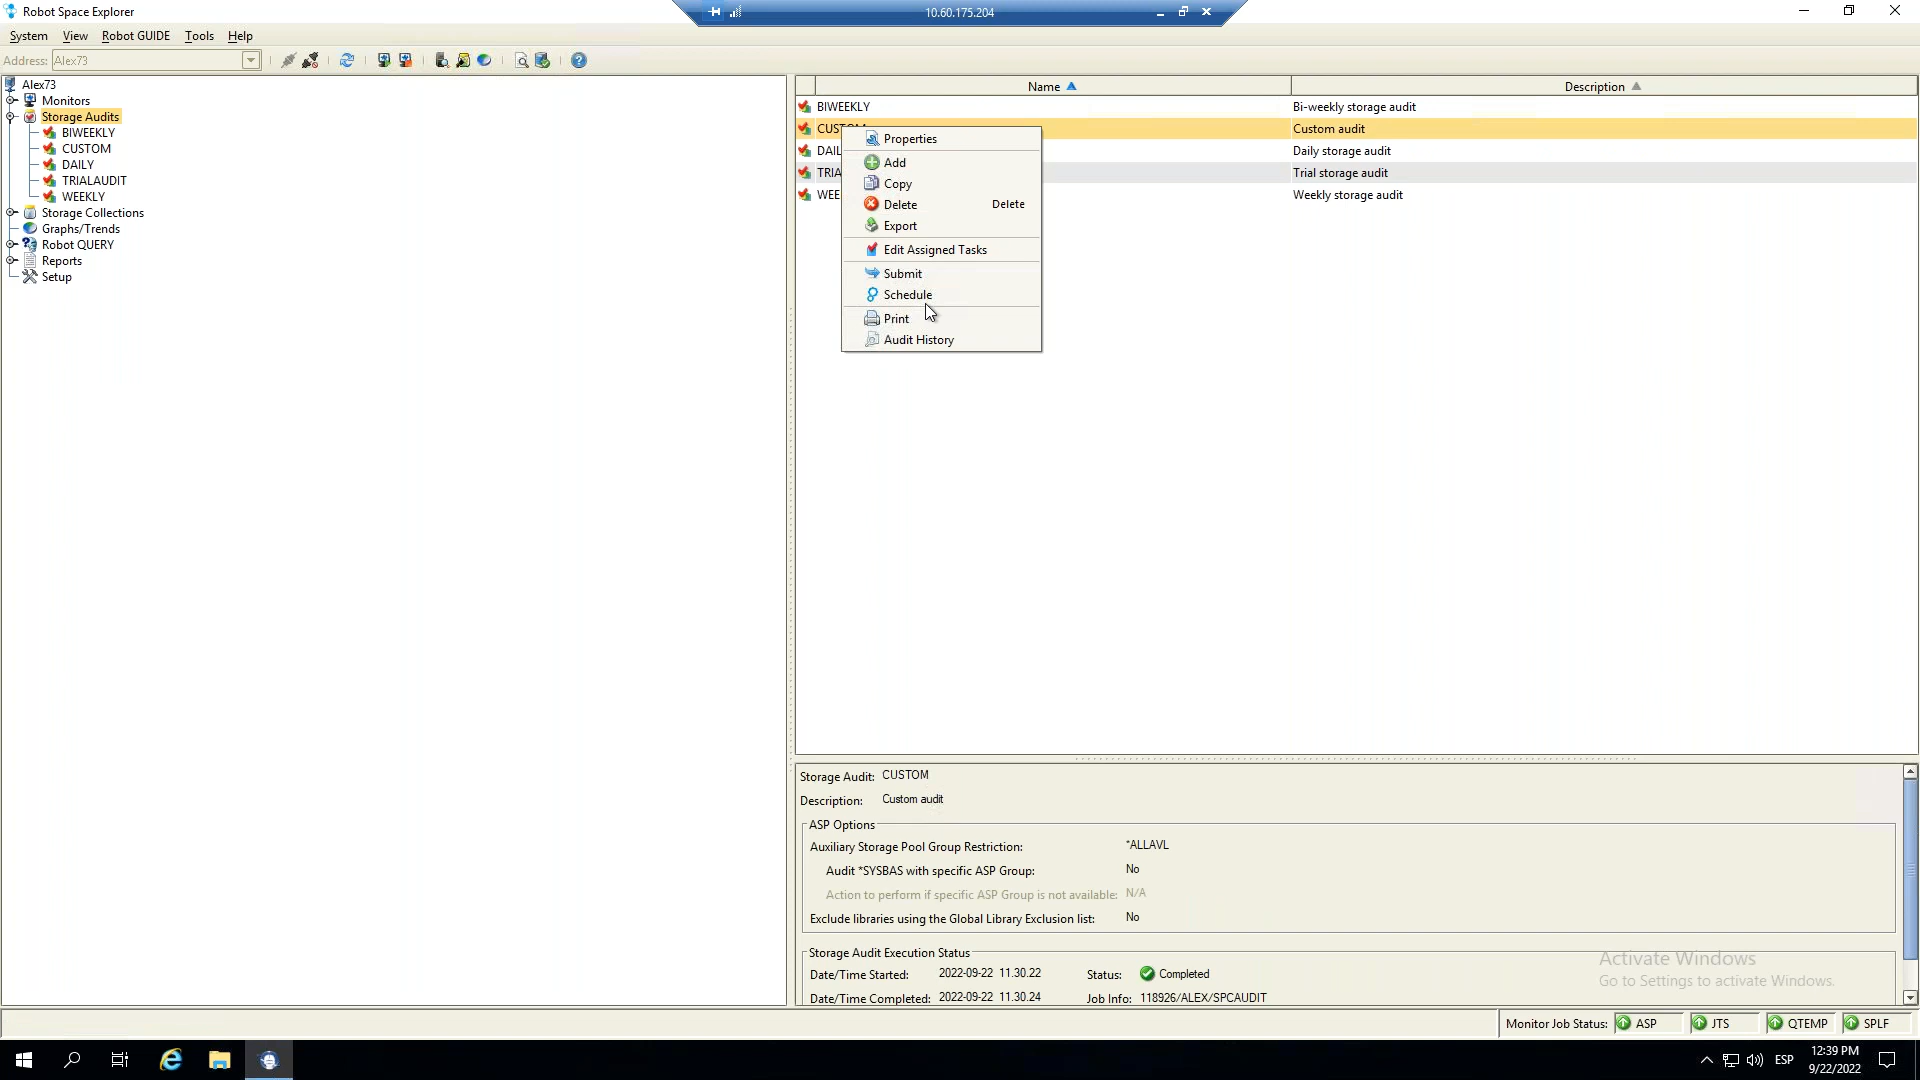 Robot Space Explorer
10.60.175.204
System View Robot GUIDE Tools Help
Address: Alex73
Alex73
Monitors
Storage Audits
BIWEEKLY
CUSTOM
DAILY
TRIALAUDIT
WEEKLY
Storage Collections
Graphs/Trends
Robot QUERY
Reports
Setup
Name Description
BIWEEKLY Bi-weekly storage audit
Custom audit
DAIL Daily storage audit
TRIA Trial storage audit
WEE Weekly storage audit
Properties
Add
Copy
Delete Delete
Export
Edit Assigned Tasks
Submit
Schedule
Print
Audit History
Storage Audit: CUSTOM
Description: Custom audit
ASP Options
Auxiliary Storage Pool Group Restriction: *ALLAVL
Audit *SYSBAS with specific ASP Group: No
Action to perform if specific ASP Group is not available: N/A
Exclude libraries using the Global Library Exclusion list: No
Storage Audit Execution Status
Date/Time Started: 2022-09-22 11.30.22 Status: Completed
Date/Time Completed: 2022-09-22 11.30.24 Job Info: 118926/ALEX/SPCAUDIT
Activate Windows
Go to Settings to activate Windows.
Monitor Job Status: ASP JTS QTEMP SPLF
ESP
12:39 PM
9/22/2022